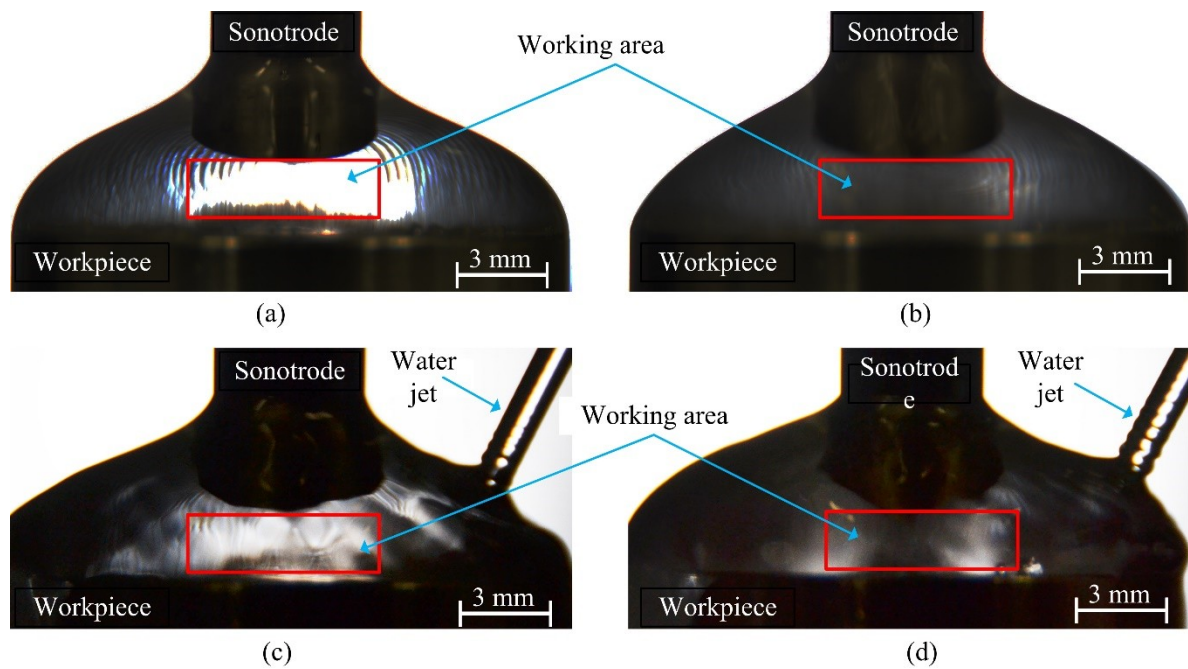 Sonotrode
Working area
Sonotrode
Workpiece
3 mm
Workpiece
3 mm
(a)
(b)
Sonotrode
Water
jet
Working area
Sonotrod
e
Water
jet
Workpiece
3 mm
Workpiece
3 mm
(c)
(d)